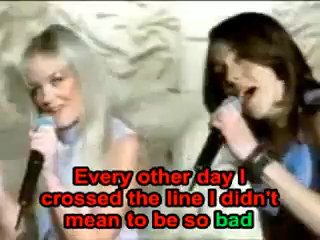 Every other day I
crossed the line I didn't
mean to be so bad